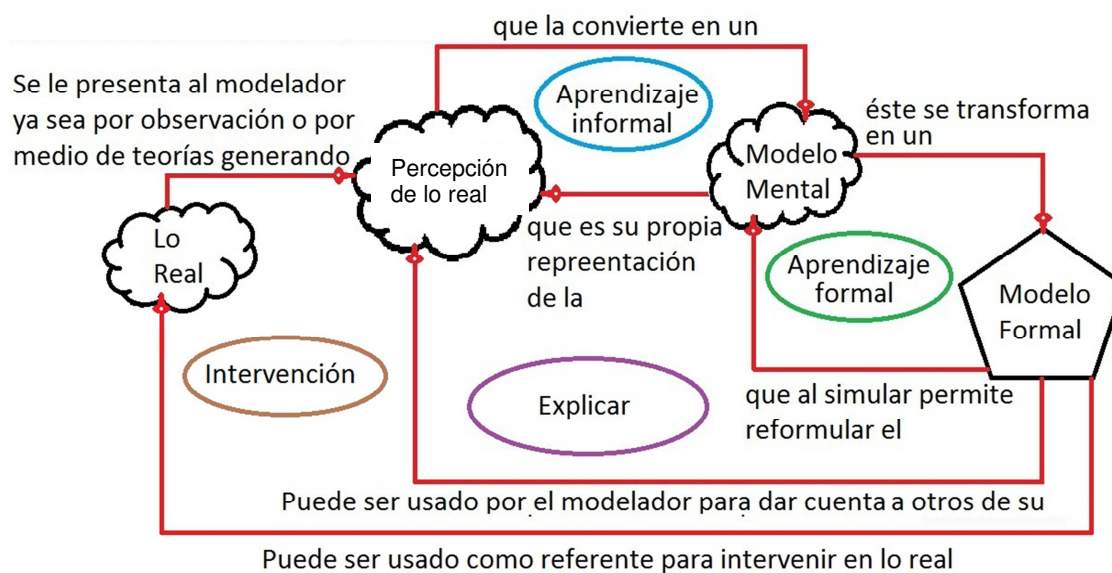 que la convierte en un
Se le presenta al modelador
ya sea por observación o por
medio de teorías generando
Aprendizaje
informal
éste se transforma
en un
Percepción
de lo real
Modelo
Mental
Lo
Real
que es su propia
repreentación
de la
Aprendizaje
formal
Modelo
Formal
Intervención
Explicar
que al simular permite
reformular el
Puede ser usado por el modelador para dar cuenta a otros de su
Puede ser usado como referente para intervenir en lo real